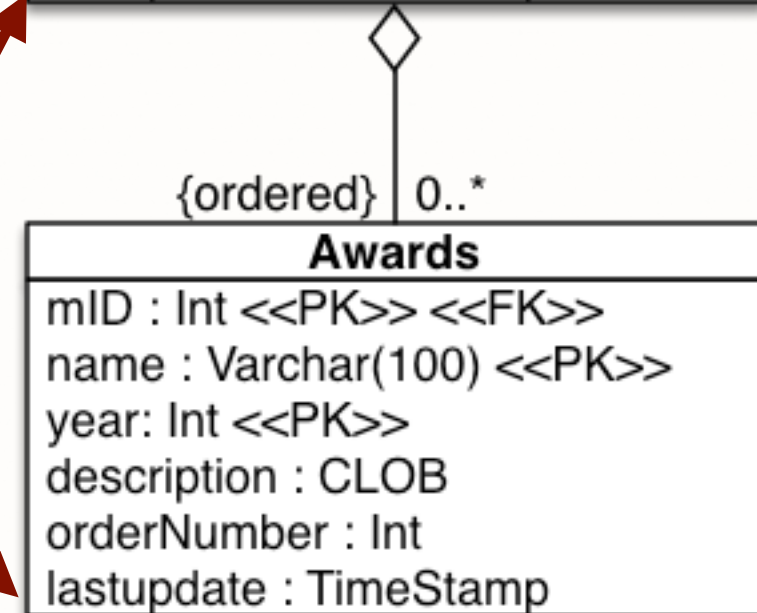 {ordered} 0..*
Awards
mID : Int <<PK>> <<FK>>
name : Varchar(100) <<PK>>
year: Int <<PK>>
description : CLOB
orderNumber : Int
lastupdate : TimeStamp